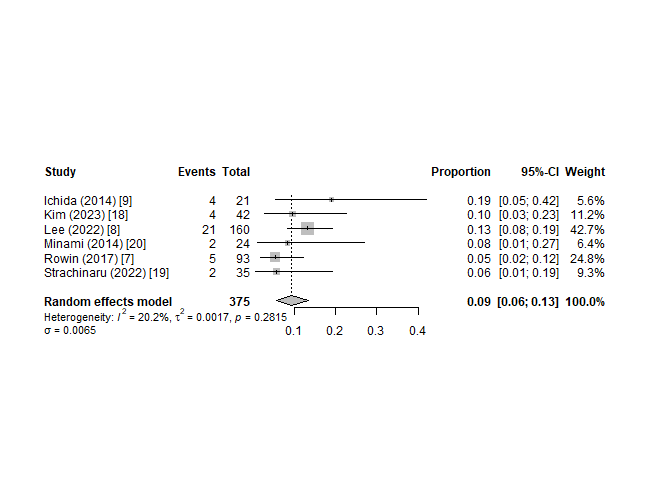 Study Events Total Proportion 95%-CI Weight
Ichida (2014) [9] 4 21 0.19 [0.05; 0.42] 5.6%
Kim (2023) [18] 4 42 0.10 [0.03; 0.23] 11.2%
Lee (2022) [8] 21 160 0.13 [0.08; 0.19] 42.7%
Minami (2014) [20] 2 24 0.08 [0.01; 0.27] 6.4%
Rowin (2017) [7] 5 93 0.05 [0.02; 0.12] 24.8%
Strachinaru (2022) [19] 2 35 0.06 [0.01; 0.19] 9.3%
Random effects model 375 0.09 [0.06; 0.13] 100.0%
Heterogeneity: I² = 20.2%, τ² = 0.0017, p = 0.2815
σ = 0.0065 0.1 0.2 0.3 0.4